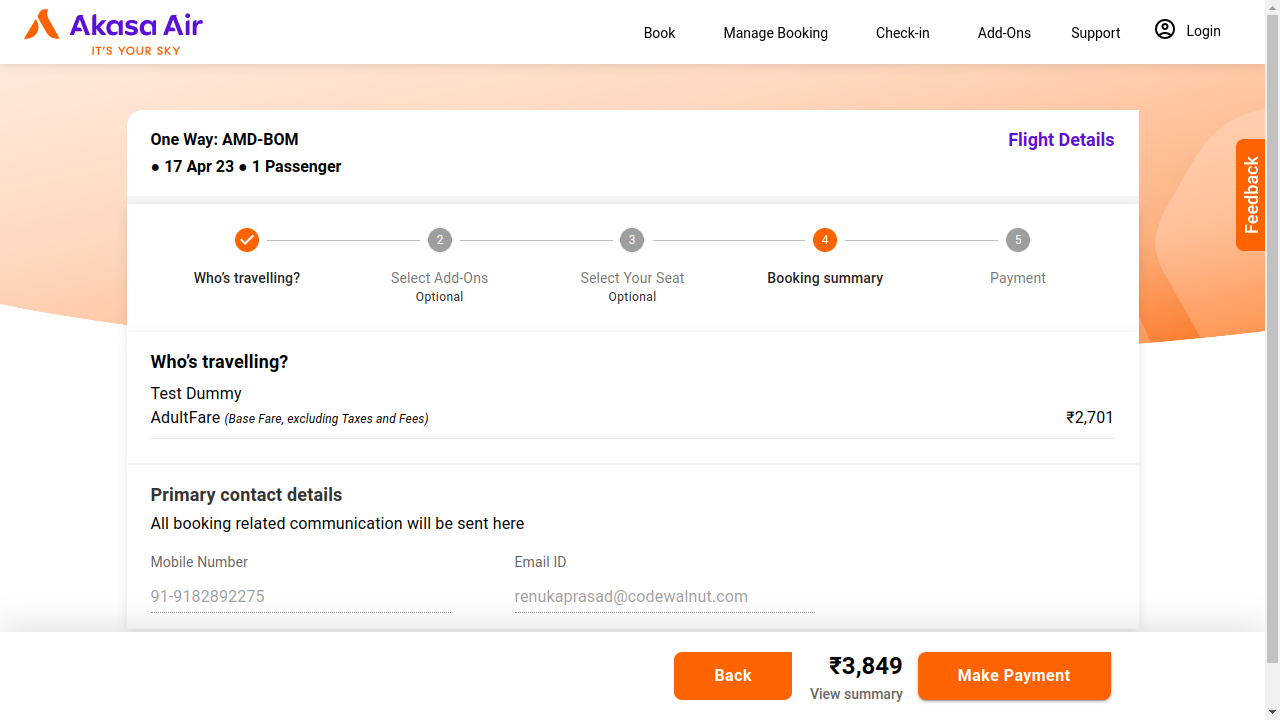 Akasa Air
IT'S YOUR SKY
Book
Manage Booking
Check-in
Add-Ons
Support
Login
One Way: AMD-BOM
Flight Details
● 17 Apr 23 ● 1 Passenger
Feedback
2
3
4
5
Who's travelling?
Select Add-Ons
Optional
Select Your Seat
Optional
Booking summary
Payment
Who's travelling?
Test Dummy
AdultFare (Base Fare, excluding Taxes and Fees)
₹2,701
Primary contact details
All booking related communication will be sent here
Mobile Number
Email ID
91-9182892275
renukaprasad@codewalnut.com
Back
₹3,849
View summary
Make Payment